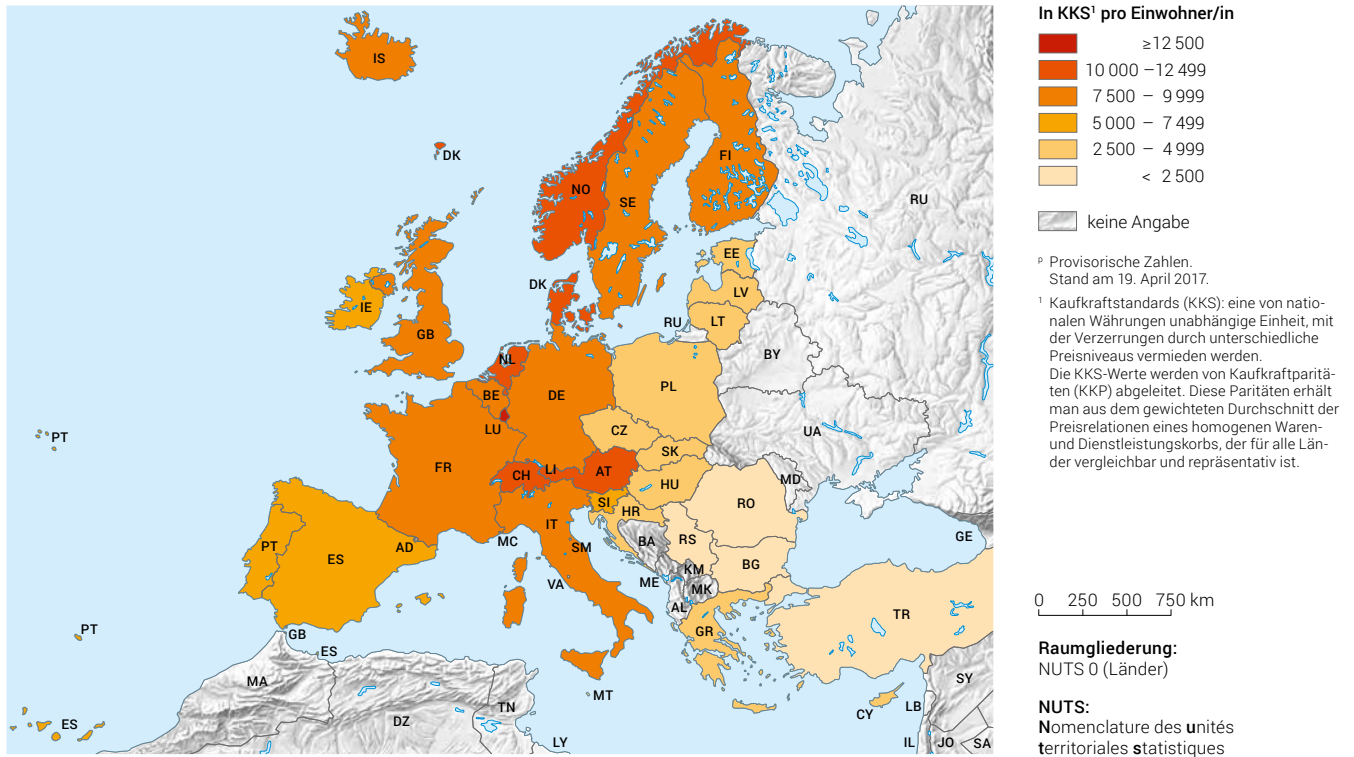 IS
DK
NO
SE
FI
RU
EE
LV
LT
DK
RU
IE
GB
NL
BE
DE
PL
BY
LU
CZ
SK
UA
FR
CH
LI
AT
HU
MD
RO
SI
HR
IT
PT
PT
ES
AD
MC
SM
VA
BA
RS
ME
KM
MK
AL
BG
GE
GR
TR
PT
GB
ES
MA
DZ
TN
MT
LY
ES
CY
LB
SY
IL
JO
SA
In KKS¹ pro Einwohner/in
≥12 500
10 000 –12 499
7 500 – 9 999
5 000 – 7 499
2 500 – 4 999
< 2 500
keine Angabe
ᵖ Provisorische Zahlen.
Stand am 19. April 2017.
¹ Kaufkraftstandards (KKS): eine von natio-
nalen Währungen unabhängige Einheit, mit
der Verzerrungen durch unterschiedliche
Preisniveaus vermieden werden.
Die KKS-Werte werden von Kaufkraftparitä-
ten (KKP) abgeleitet. Diese Paritäten erhält
man aus dem gewichteten Durchschnitt der
Preisrelationen eines homogenen Waren-
und Dienstleistungskorbs, der für alle Län-
der vergleichbar und repräsentativ ist.
0 250 500 750 km
Raumgliederung:
NUTS 0 (Länder)
NUTS:
Nomenclature des unités
territoriales statistiques